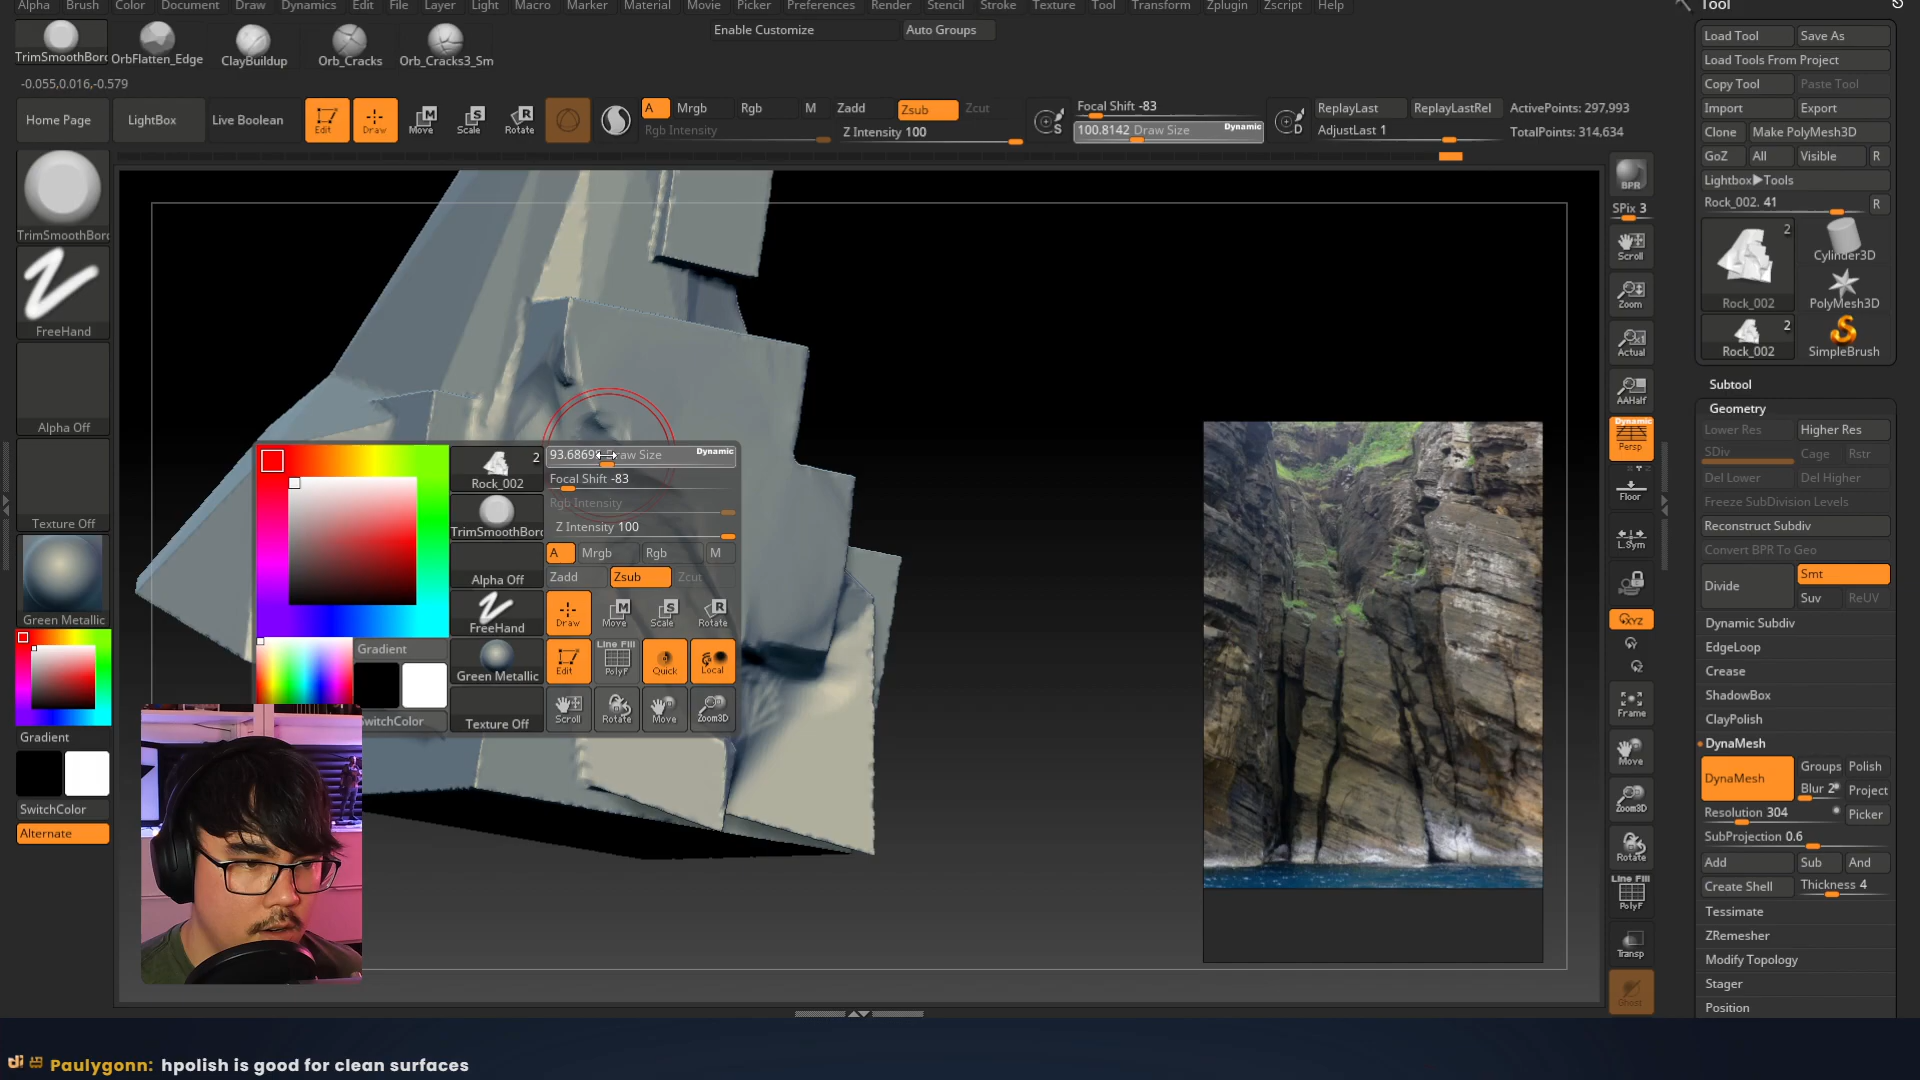 Alpha Brush Color Document Draw Dynamics Edit File Layer Light Macro Marker Material Movie Picker Preferences Render Stencil Stroke Texture Tool Transform Zplugin Zscript Help
Tool
Enable Customize Auto Groups
TrimSmoothBorc OrbFlatten_Edge ClayBuildup Orb_Cracks Orb_Cracks3_Sm
-0.055,0.016,-0.579
Home Page LightBox Live Boolean Edit Draw Move Scale Rotate
A Mrgb Rgb M Zadd Zsub Zcut
Rgb Intensity Z Intensity 100
Focal Shift -83
100.8142 Draw Size Dynamic
S D
ReplayLast ReplayLastRel ActivePoints: 297,993
AdjustLast 1 TotalPoints: 314,634
TrimSmoothBorc
FreeHand
Alpha Off
Texture Off
Green Metallic
Gradient
SwitchColor
Alternate
2
Rock_002
TrimSmoothBorc
Alpha Off
FreeHand
Green Metallic
Texture Off
Gradient
Draw Size Dynamic
Focal Shift -83
Rgb Intensity
Z Intensity 100
A Mrgb Rgb M
Zadd Zsub Zcut
Draw Move Scale Rotate
Edit Line Fill PolyF Quick Local
Scroll Rotate Move Zoom3D
BPR
SPix 3
Scroll
Zoom
Actual
AAHalf
Dynamic
Persp
Floor
L.Sym
XYZ
Frame
Move
Zoom3D
Rotate
Line Fill
PolyF
Transp
Ghost
Load Tool Save As
Load Tools From Project
Copy Tool Paste Tool
Import Export
Clone Make PolyMesh3D
GoZ All Visible R
Lightbox▶Tools
Rock_002. 41 R
2
Rock_002 Cylinder3D
PolyMesh3D
2
Rock_002 SimpleBrush
Subtool
Geometry
Lower Res Higher Res
SDiv Cage Rstr
Del Lower Del Higher
Freeze SubDivision Levels
Reconstruct Subdiv
Convert BPR To Geo
Divide Smt
Suv ReUV
Dynamic Subdiv
EdgeLoop
Crease
ShadowBox
ClayPolish
DynaMesh
DynaMesh Groups Polish
Blur 2 Project
Resolution 304 Picker
SubProjection 0.6
Add Sub And
Create Shell Thickness 4
Tessimate
ZRemesher
Modify Topology
Stager
Position
Paulygonn: hpolish is good for clean surfaces